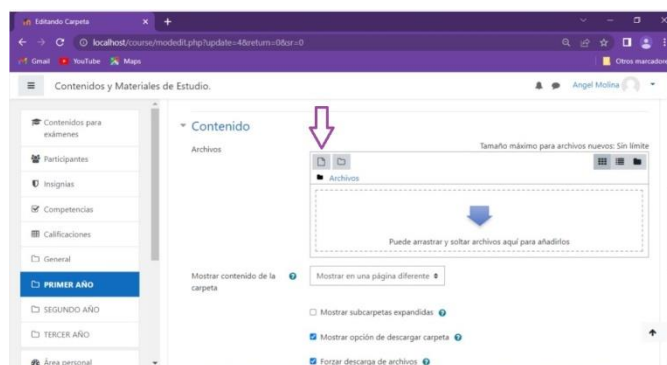 Editando Carpeta
localhost/course/modedit.php?update=4&return=0&sr=0
Gmail YouTube Maps Otros marcadores
Contenidos y Materiales de Estudio. Angel Molina
Contenidos para
exámenes
Participantes
Insignias
Competencias
Calificaciones
General
PRIMER AÑO
SEGUNDO AÑO
TERCER AÑO
Área personal
Contenido
Archivos
Tamaño máximo para archivos nuevos: Sin límite
Archivos
Puede arrastrar y soltar archivos aquí para añadirlos
Mostrar contenido de la
carpeta
Mostrar en una página diferente
Mostrar subcarpetas expandidas
Mostrar opción de descargar carpeta
Forzar descarga de archivos